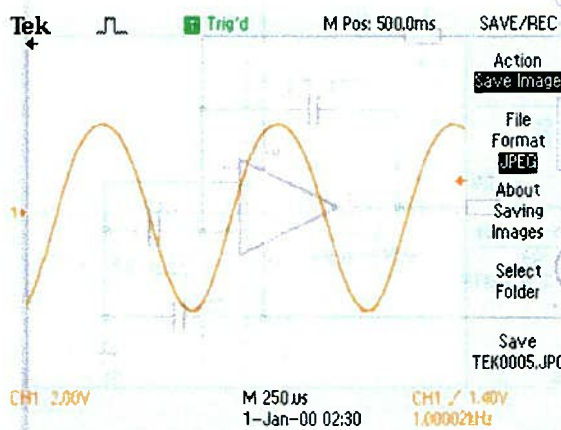 Tek Trig'd M Pos: 500.0ms SAVE/REC
Action
Save Image
File
Format
JPEG
About
Saving
Images
Select
Folder
Save
TEK0005.JPG
1
CH1 2.00V M 250µs CH1 / 1.40V
1-Jan-00 02:30 1.00002kHz